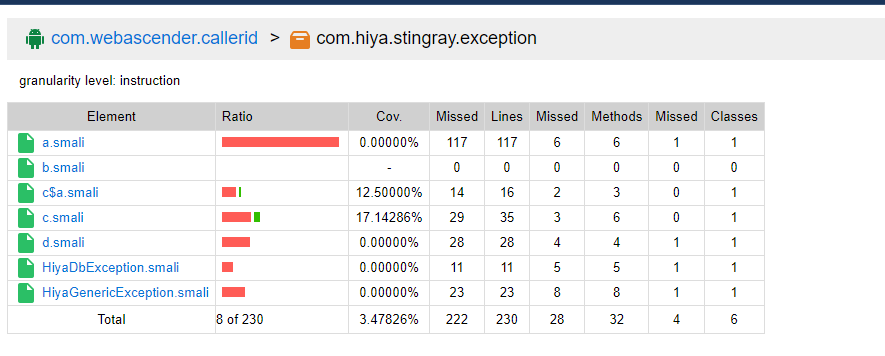 com.webascender.callerid > com.hiya.stingray.exception
granularity level: instruction
Element Ratio Cov. Missed Lines Missed Methods Missed Classes
a.smali 0.00000% 117 117 6 6 1 1
b.smali - 0 0 0 0 0 0
c$a.smali 12.50000% 14 16 2 3 0 1
c.smali 17.14286% 29 35 3 6 0 1
d.smali 0.00000% 28 28 4 4 1 1
HiyaDbException.smali 0.00000% 11 11 5 5 1 1
HiyaGenericException.smali 0.00000% 23 23 8 8 1 1
Total 8 of 230 3.47826% 222 230 28 32 4 6